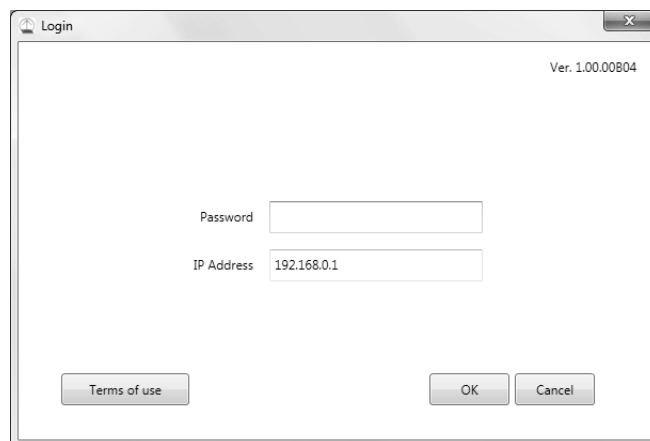 Login
Ver. 1.00.00B04
Password
IP Address 192.168.0.1
Terms of use OK Cancel